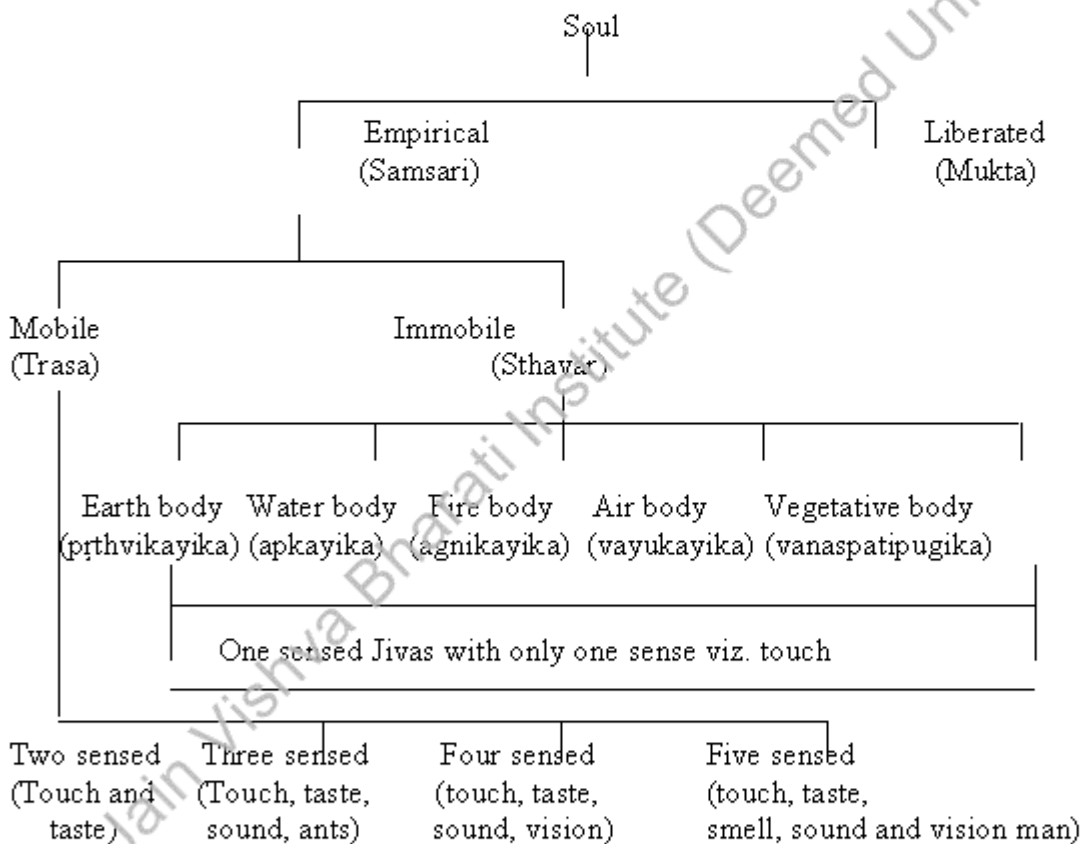 Soul
Empirical
(Samsari)
Liberated
(Mukta)
Mobile
(Trasa)
Immobile
(Sthavar)
Earth body Water body Fire body Air body Vegetative body
(pṛthvikayika) (apkayika) (agnikayika) (vayukayika) (vanaspatipugika)
One sensed Jivas with only one sense viz. touch
Two sensed
(Touch and
taste)
Three sensed
(Touch, taste,
sound, ants)
Four sensed
(touch, taste,
sound, vision)
Five sensed
(touch, taste,
smell, sound and vision man)
Jain Vishva Bharati Institute (Deemed